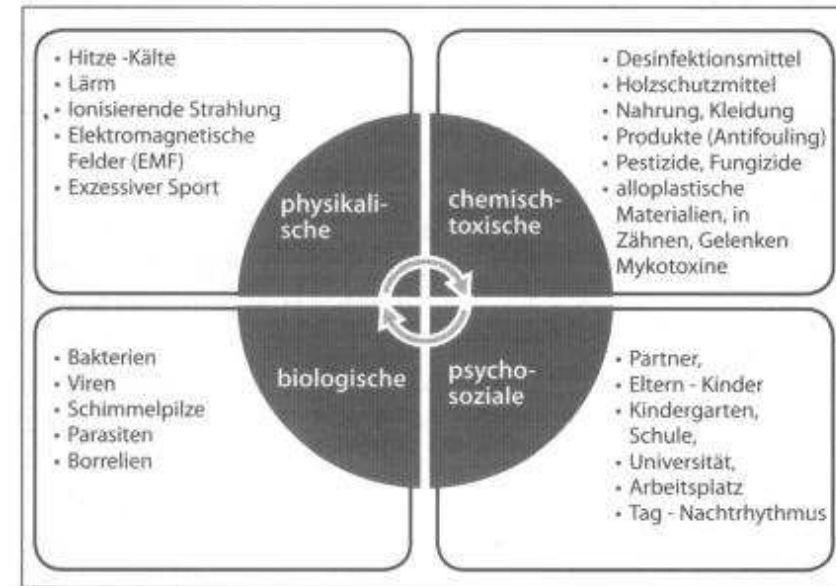 • Hitze -Kälte
• Lärm
• Ionisierende Strahlung
• Elektromagnetische
Felder (EMF)
• Exzessiver Sport
physikali-
sche
• Desinfektionsmittel
• Holzschutzmittel
• Nahrung, Kleidung
• Produkte (Antifouling)
• Pestizide, Fungizide
• alloplastische
Materialien, in
Zähnen, Gelenken
Mykotoxine
chemisch-
toxische
• Bakterien
• Viren
• Schimmelpilze
• Parasiten
• Borrelien
biologische
psycho-
soziale
• Partner,
• Eltern - Kinder
• Kindergarten,
Schule,
• Universität,
• Arbeitsplatz
• Tag - Nachtrhythmus